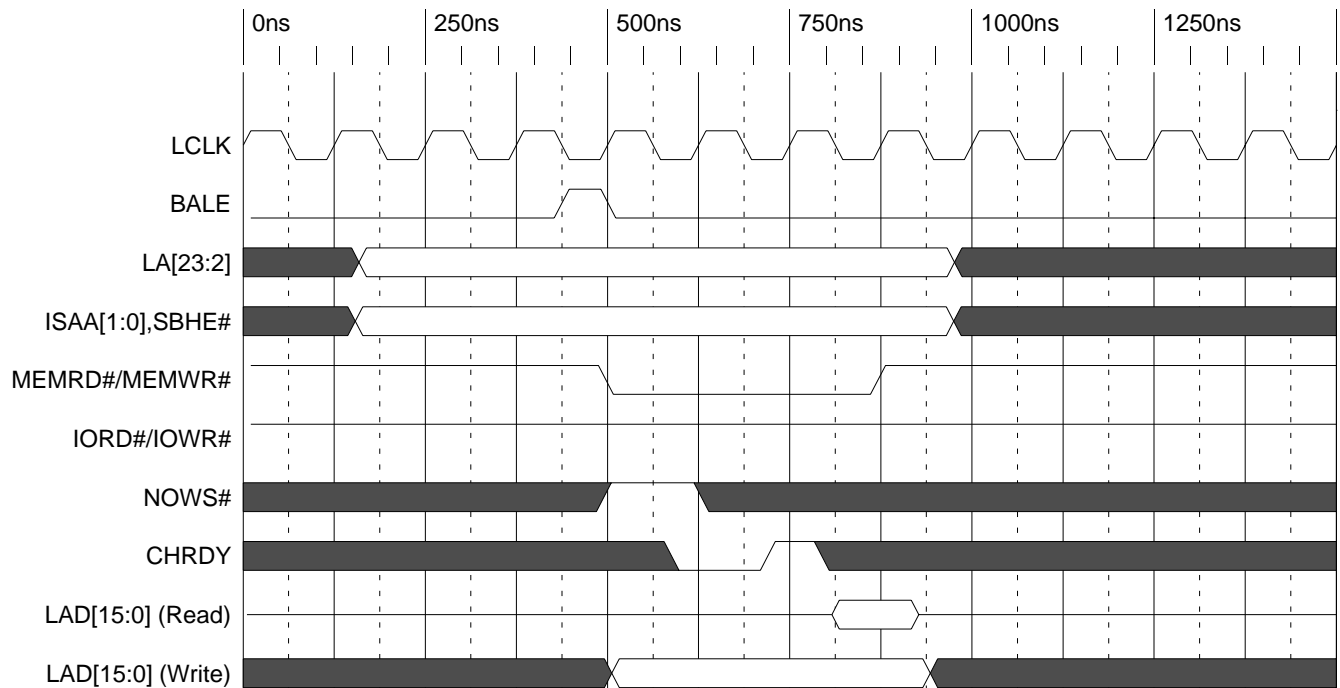 0ns 250ns 500ns 750ns 1000ns 1250ns
LCLK
BALE
LA[23:2]
ISAA[1:0],SBHE#
MEMRD#/MEMWR#
IORD#/IOWR#
NOWS#
CHRDY
LAD[15:0] (Read)
LAD[15:0] (Write)